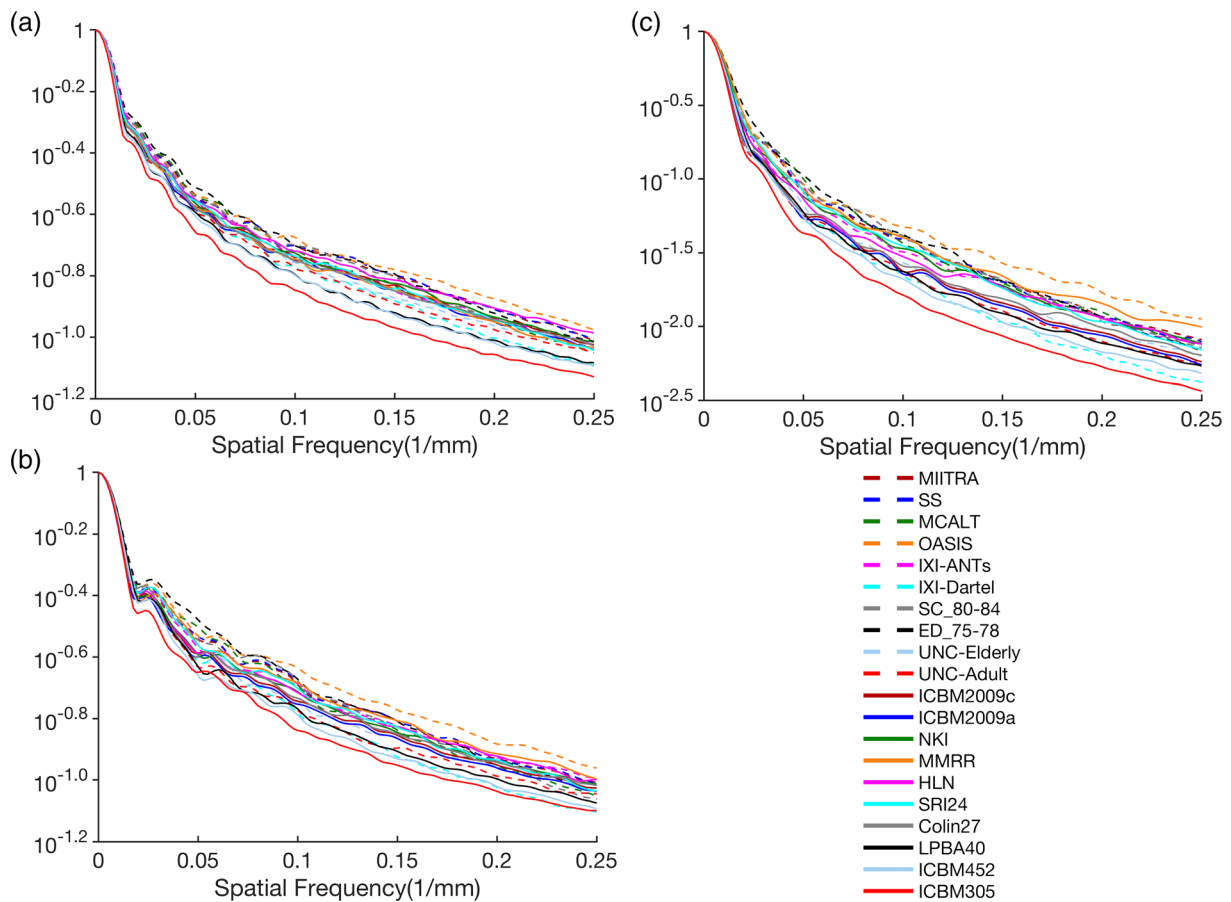 (a)
1
10^-0.2
10^-0.4
10^-0.6
10^-0.8
10^-1.0
10^-1.2
0 0.05 0.1 0.15 0.2 0.25
Spatial Frequency(1/mm)
(b)
1
10^-0.2
10^-0.4
10^-0.6
10^-0.8
10^-1.0
10^-1.2
0 0.05 0.1 0.15 0.2 0.25
Spatial Frequency(1/mm)
(c)
1
10^-0.5
10^-1.0
10^-1.5
10^-2.0
10^-2.5
0 0.05 0.1 0.15 0.2 0.25
Spatial Frequency(1/mm)
MIITRA
SS
MCALT
OASIS
IXI-ANTs
IXI-Dartel
SC_80-84
ED_75-78
UNC-Elderly
UNC-Adult
ICBM2009c
ICBM2009a
NKI
MMRR
HLN
SRI24
Colin27
LPBA40
ICBM452
ICBM305